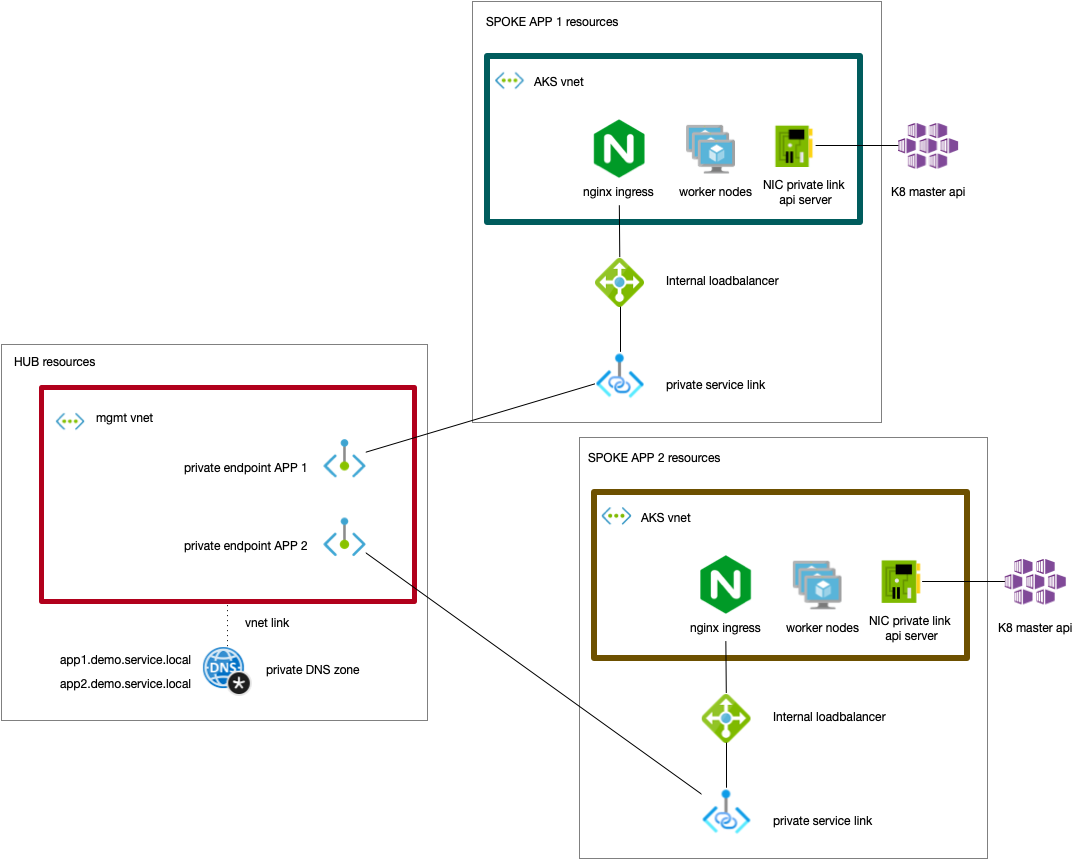 SPOKE APP 1 resources
AKS vnet
N
nginx ingress
worker nodes
NIC private link
api server
K8 master api
Internal loadbalancer
private service link
HUB resources
mgmt vnet
private endpoint APP 1
private endpoint APP 2
vnet link
app1.demo.service.local
app2.demo.service.local
DNS
private DNS zone
SPOKE APP 2 resources
AKS vnet
N
nginx ingress
worker nodes
NIC private link
api server
K8 master api
Internal loadbalancer
private service link